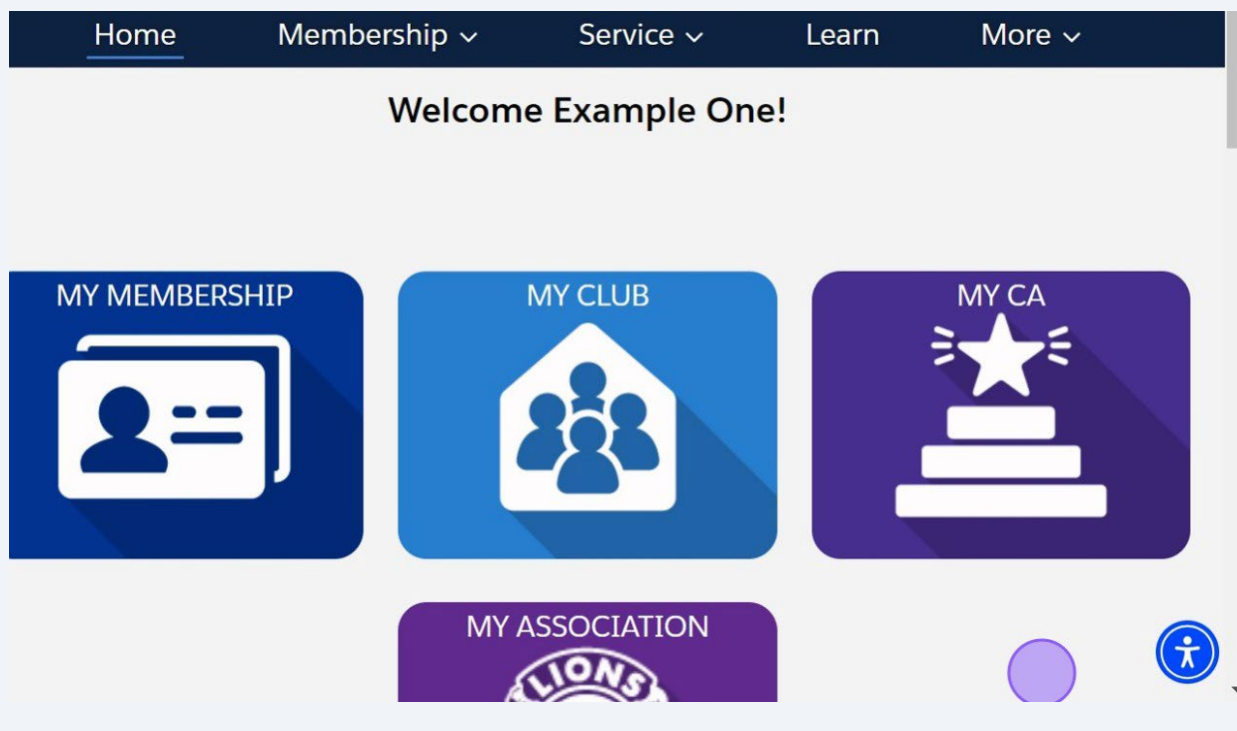 Home Membership Service Learn More
Welcome Example One!
MY MEMBERSHIP MY CLUB MY CA
MY ASSOCIATION
LIONS